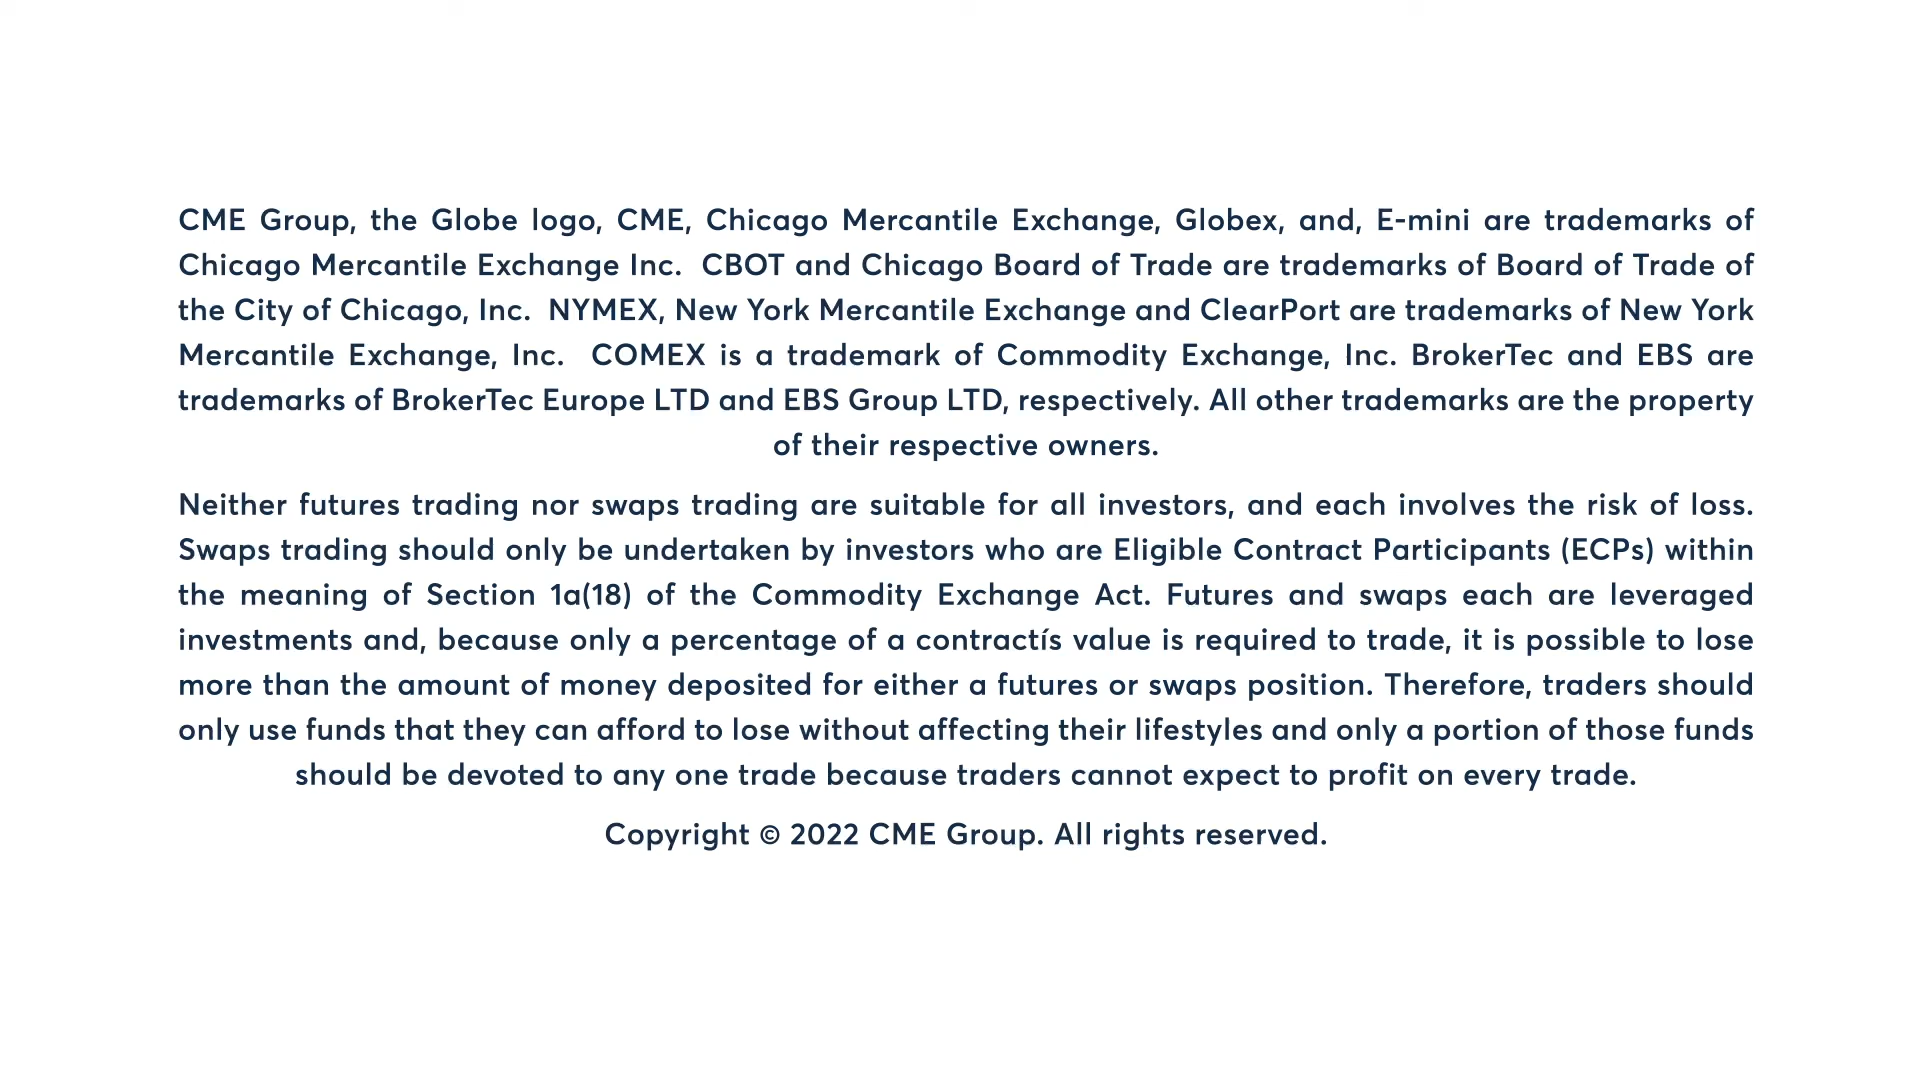 CME Group, the Globe logo, CME, Chicago Mercantile Exchange, Globex, and, E-mini are trademarks of
Chicago Mercantile Exchange Inc.  CBOT and Chicago Board of Trade are trademarks of Board of Trade of
the City of Chicago, Inc.  NYMEX, New York Mercantile Exchange and ClearPort are trademarks of New York
Mercantile Exchange, Inc.  COMEX is a trademark of Commodity Exchange, Inc. BrokerTec and EBS are
trademarks of BrokerTec Europe LTD and EBS Group LTD, respectively. All other trademarks are the property
of their respective owners.
Neither futures trading nor swaps trading are suitable for all investors, and each involves the risk of loss.
Swaps trading should only be undertaken by investors who are Eligible Contract Participants (ECPs) within
the meaning of Section 1a(18) of the Commodity Exchange Act. Futures and swaps each are leveraged
investments and, because only a percentage of a contractís value is required to trade, it is possible to lose
more than the amount of money deposited for either a futures or swaps position. Therefore, traders should
only use funds that they can afford to lose without affecting their lifestyles and only a portion of those funds
should be devoted to any one trade because traders cannot expect to profit on every trade.
Copyright © 2022 CME Group. All rights reserved.